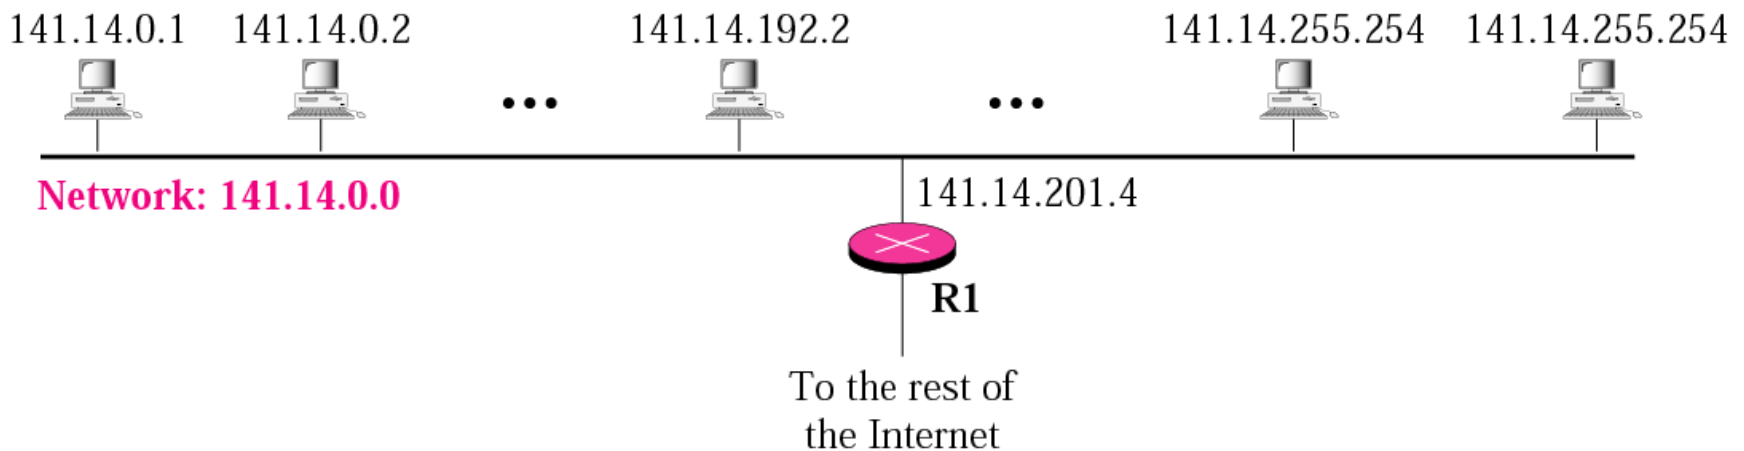 141.14.0.1 141.14.0.2 141.14.192.2 141.14.255.254 141.14.255.254
Network: 141.14.0.0
141.14.201.4
R1
To the rest of
the Internet